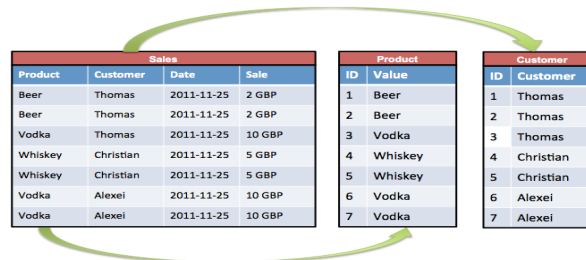 Sales
Product Customer Date Sale
Beer Thomas 2011-11-25 2 GBP
Beer Thomas 2011-11-25 2 GBP
Vodka Thomas 2011-11-25 10 GBP
Whiskey Christian 2011-11-25 5 GBP
Whiskey Christian 2011-11-25 5 GBP
Vodka Alexei 2011-11-25 10 GBP
Vodka Alexei 2011-11-25 10 GBP
Product
ID Value
1 Beer
2 Beer
3 Vodka
4 Whiskey
5 Whiskey
6 Vodka
7 Vodka
Customer
ID Customer
1 Thomas
2 Thomas
3 Thomas
4 Christian
5 Christian
6 Alexei
7 Alexei